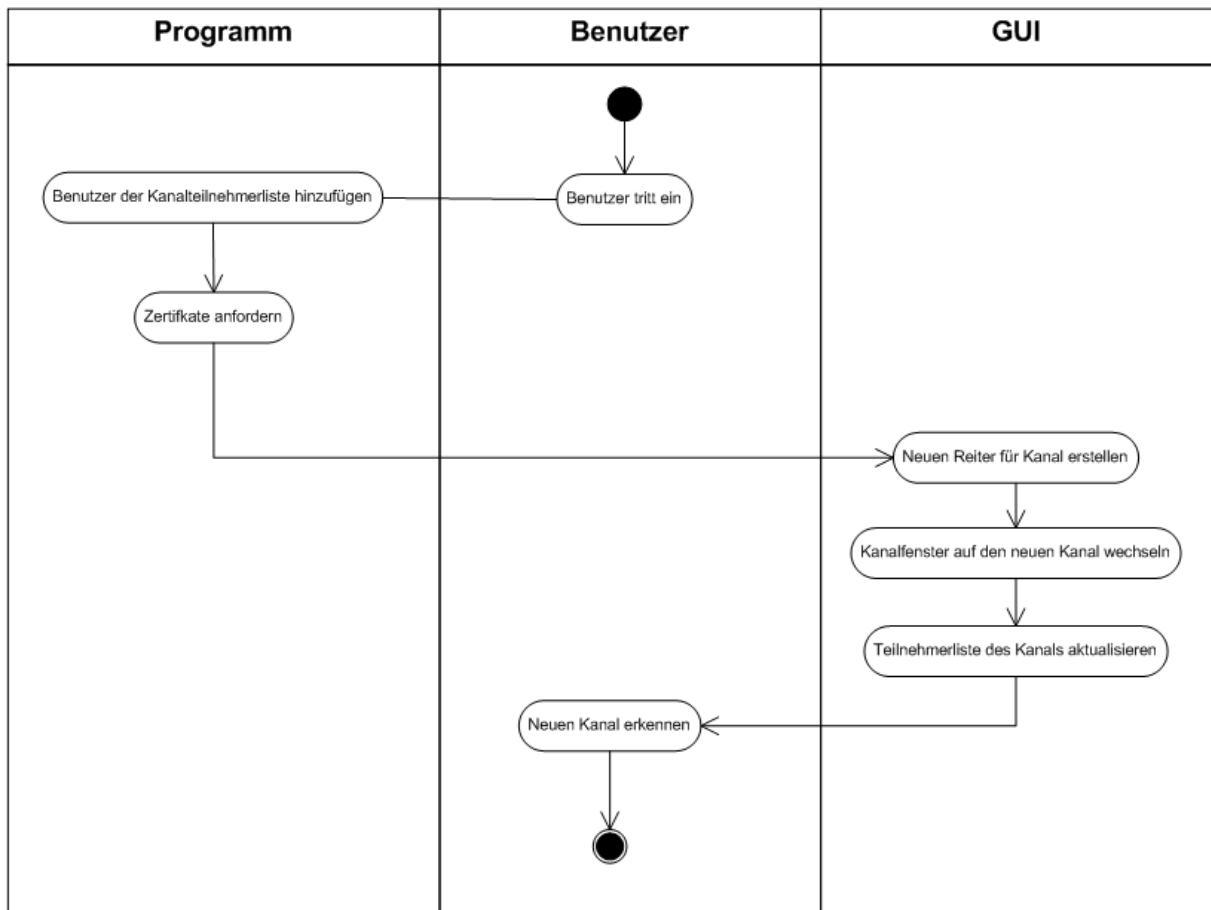 Programm
Benutzer
GUI
Benutzer der Kanalteilnehmerliste hinzufügen
Benutzer tritt ein
Zertifkate anfordern
Neuen Reiter für Kanal erstellen
Kanalfenster auf den neuen Kanal wechseln
Teilnehmerliste des Kanals aktualisieren
Neuen Kanal erkennen